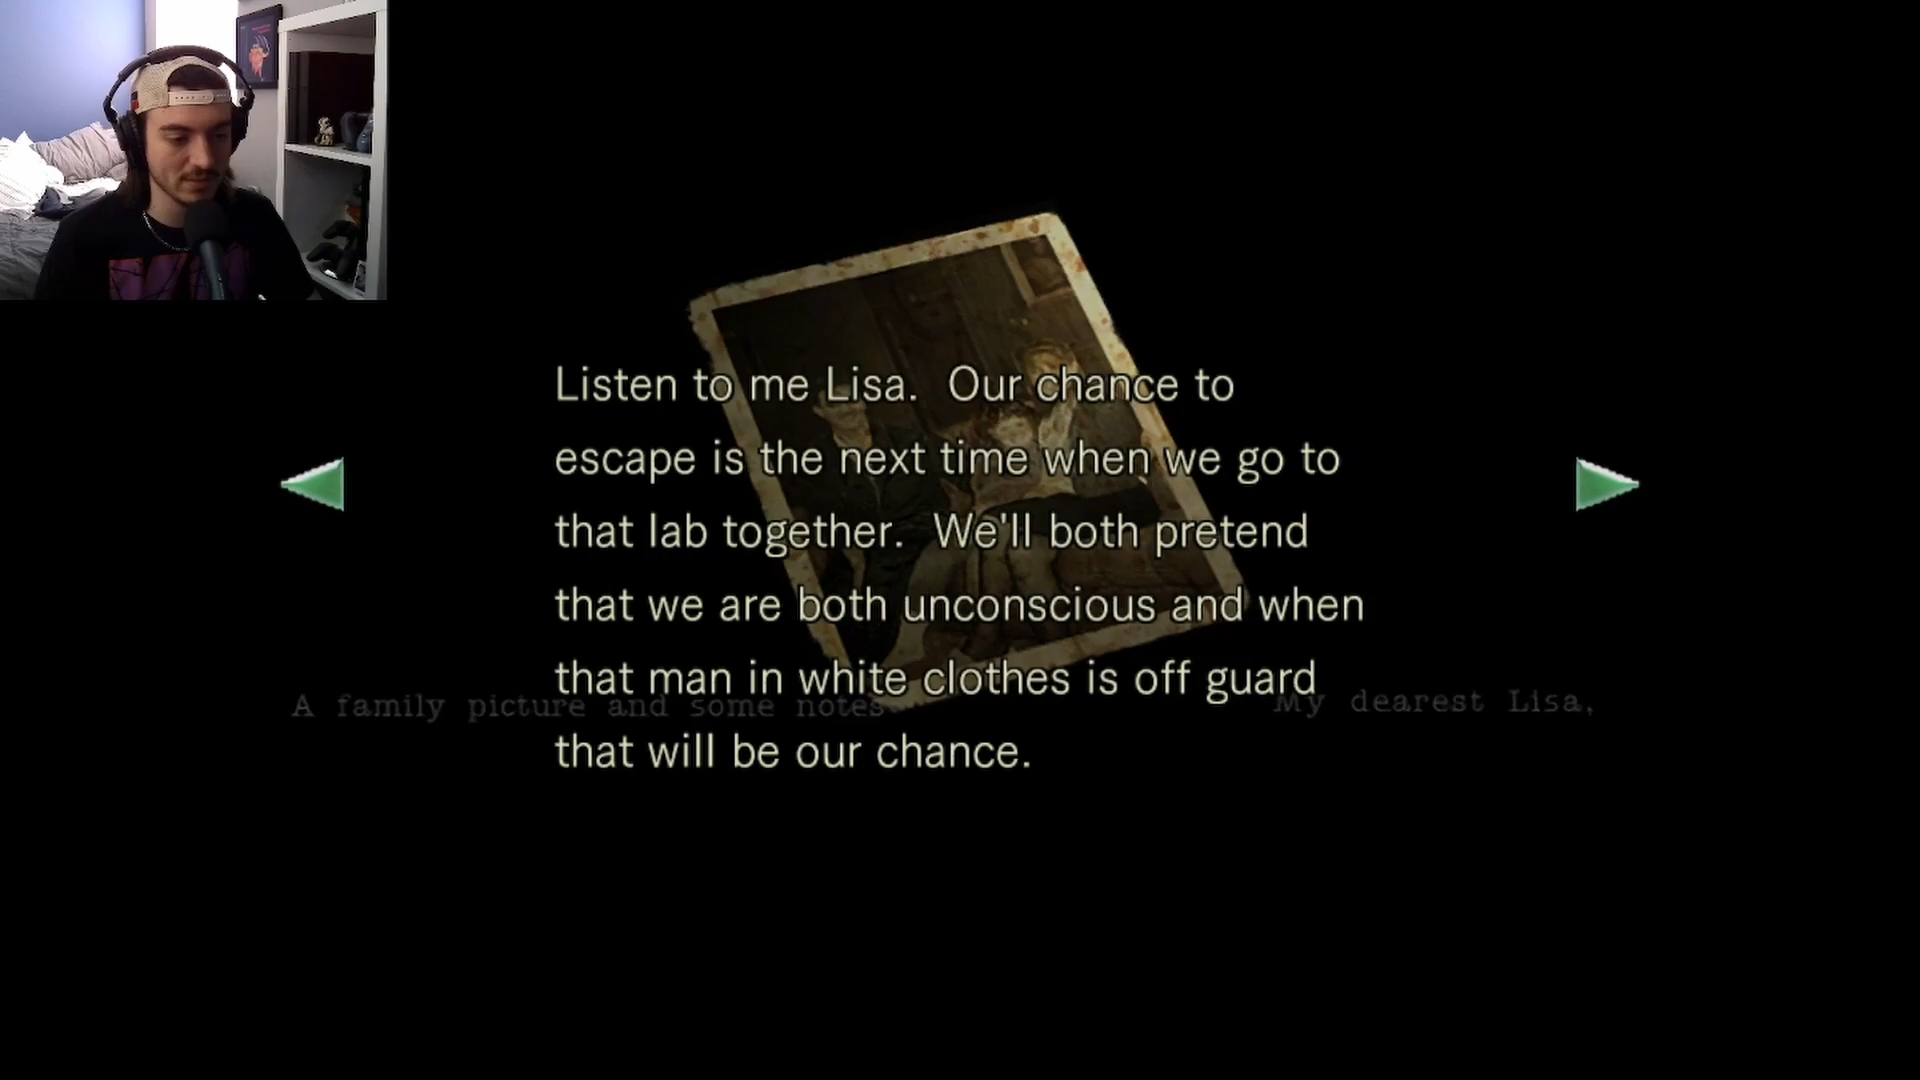 Listen to me Lisa.  Our chance to
escape is the next time when we go to
that lab together.  We'll both pretend
that we are both unconscious and when
that man in white clothes is off guard
that will be our chance.
A family picture and some notes
My dearest Lisa,